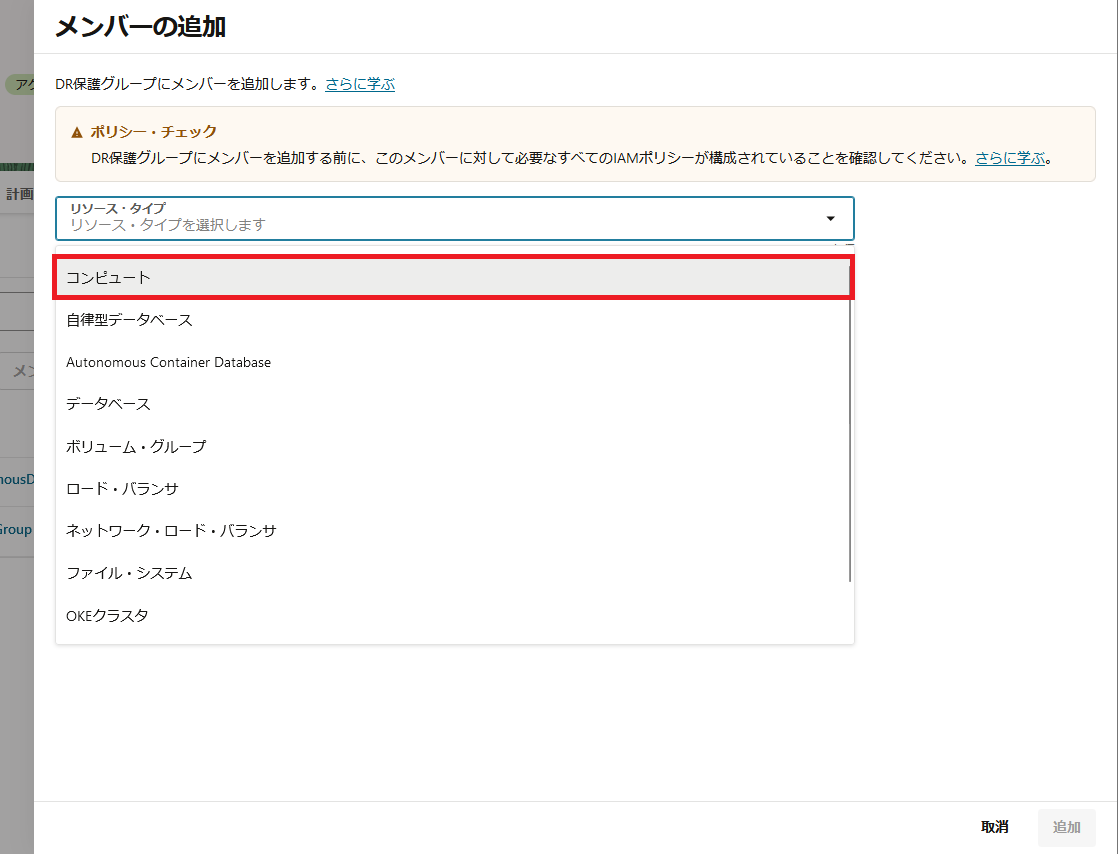 メンバーの追加
アク
DR保護グループにメンバーを追加します。さらに学ぶ
ポリシー・チェック
DR保護グループにメンバーを追加する前に、このメンバーに対して必要なすべてのIAMポリシーが構成されていることを確認してください。さらに学ぶ。
計画
リソース・タイプ
リソース・タイプを選択します
コンピュート
自律型データベース
Autonomous Container Database
メン
データベース
ボリューム・グループ
nousD
ロード・バランサ
Group
ネットワーク・ロード・バランサ
ファイル・システム
OKEクラスタ
取消
追加